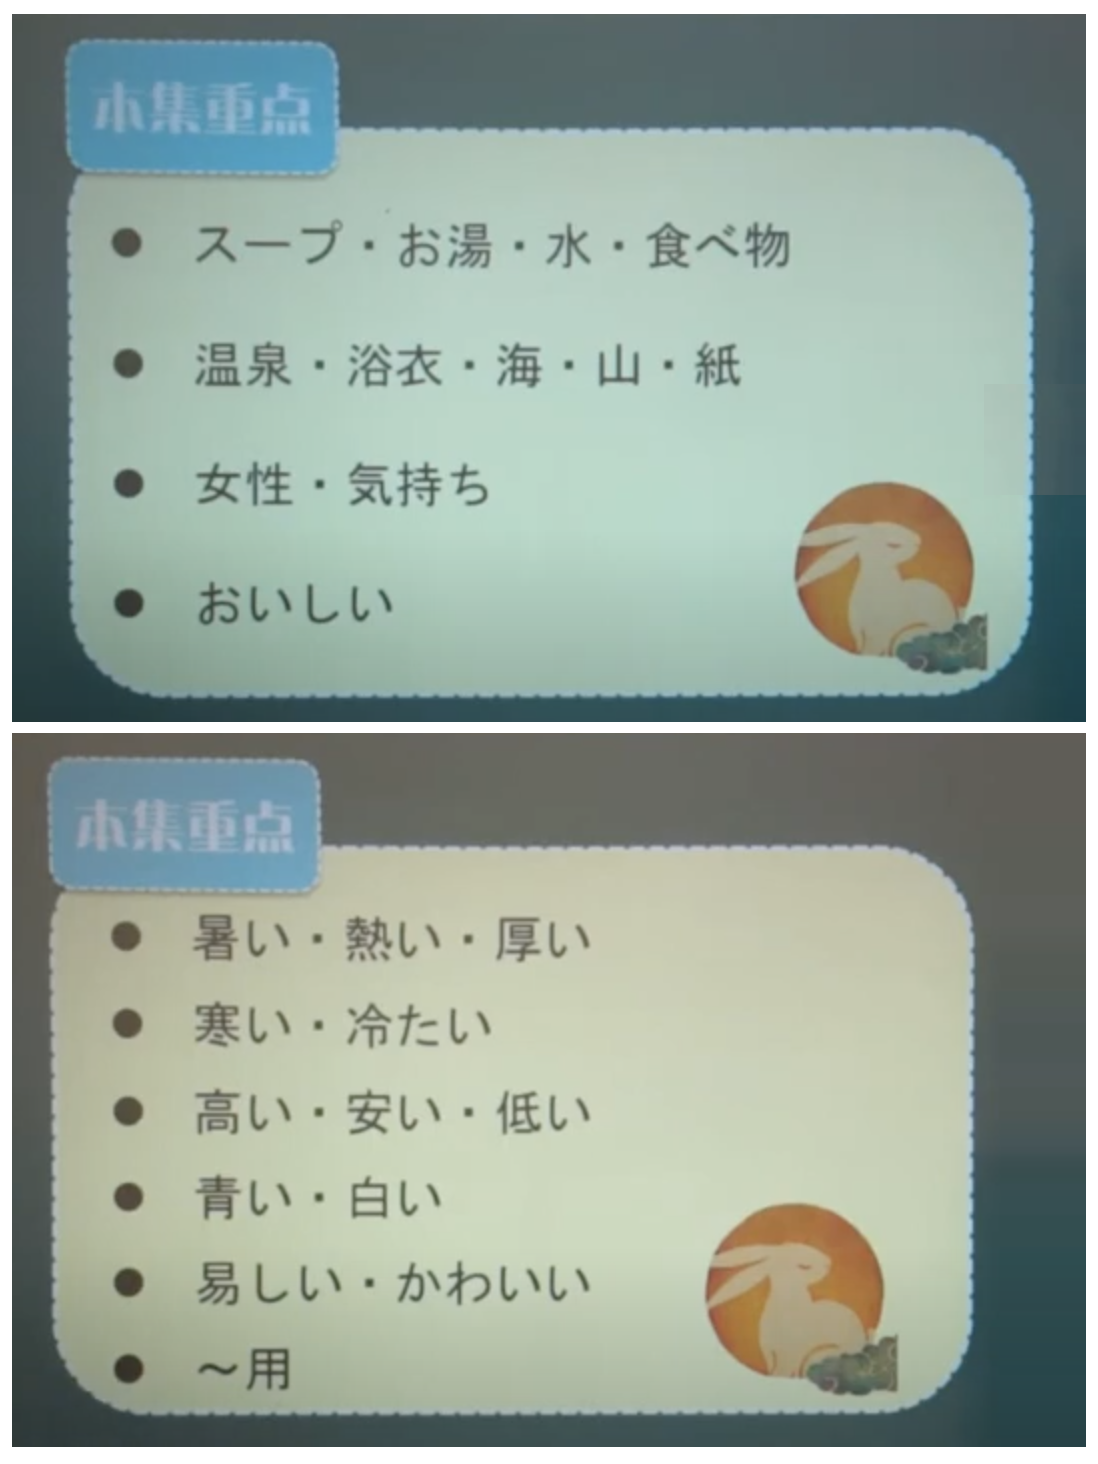 本集重点
● スープ・お湯・水・食べ物
● 温泉・浴衣・海・山・紙
● 女性・気持ち
● おいしい
本集重点
● 暑い・熱い・厚い
● 寒い・冷たい
● 高い・安い・低い
● 青い・白い
● 易しい・かわいい
● ～用